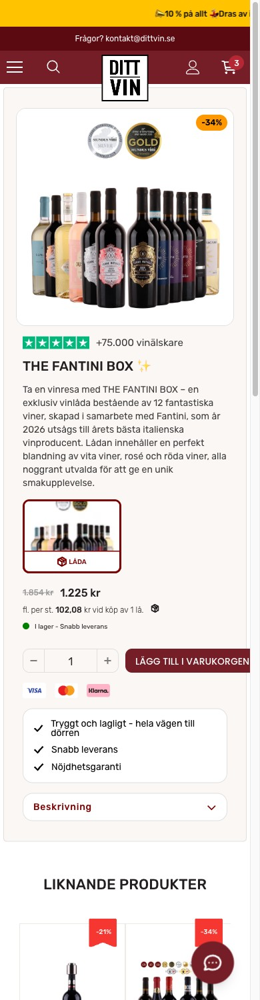 10 % på allt 
Dras av i
Frågor? kontakt@dittvin.se
DITT
VIN
3
-34%
MUNDUS vini
SILVER
MUNDUS vini
GOLD
+75.000 vinälskare
THE FANTINI BOX ✨
Ta en vinresa med THE FANTINI BOX – en
exklusiv vinlåda bestående av 12 fantastiska
viner, skapad i samarbete med Fantini, som år
2026 utsågs till årets bästa italienska
vinproducent. Lådan innehåller en perfekt
blandning av vita viner, rosé och röda viner, alla
noggrant utvalda för att ge en unik
smakupplevelse.
LÅDA
1.854 kr 1.225 kr
fl. per st. 102,08 kr vid köp av 1 lå.
I lager - Snabb leverans
− 1 + LÄGG TILL I VARUKORGEN
VISA
Klarna.
Tryggt och lagligt - hela vägen till
dörren
Snabb leverans
Nöjdhetsgaranti
Beskrivning
LIKNANDE PRODUKTER
-21%
-34%